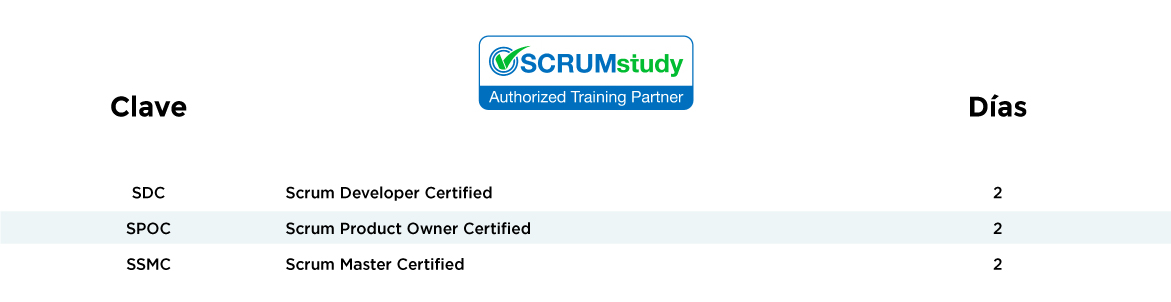 SCRUMstudy
Authorized Training Partner
Clave Días
SDC Scrum Developer Certified 2
SPOC Scrum Product Owner Certified 2
SSMC Scrum Master Certified 2